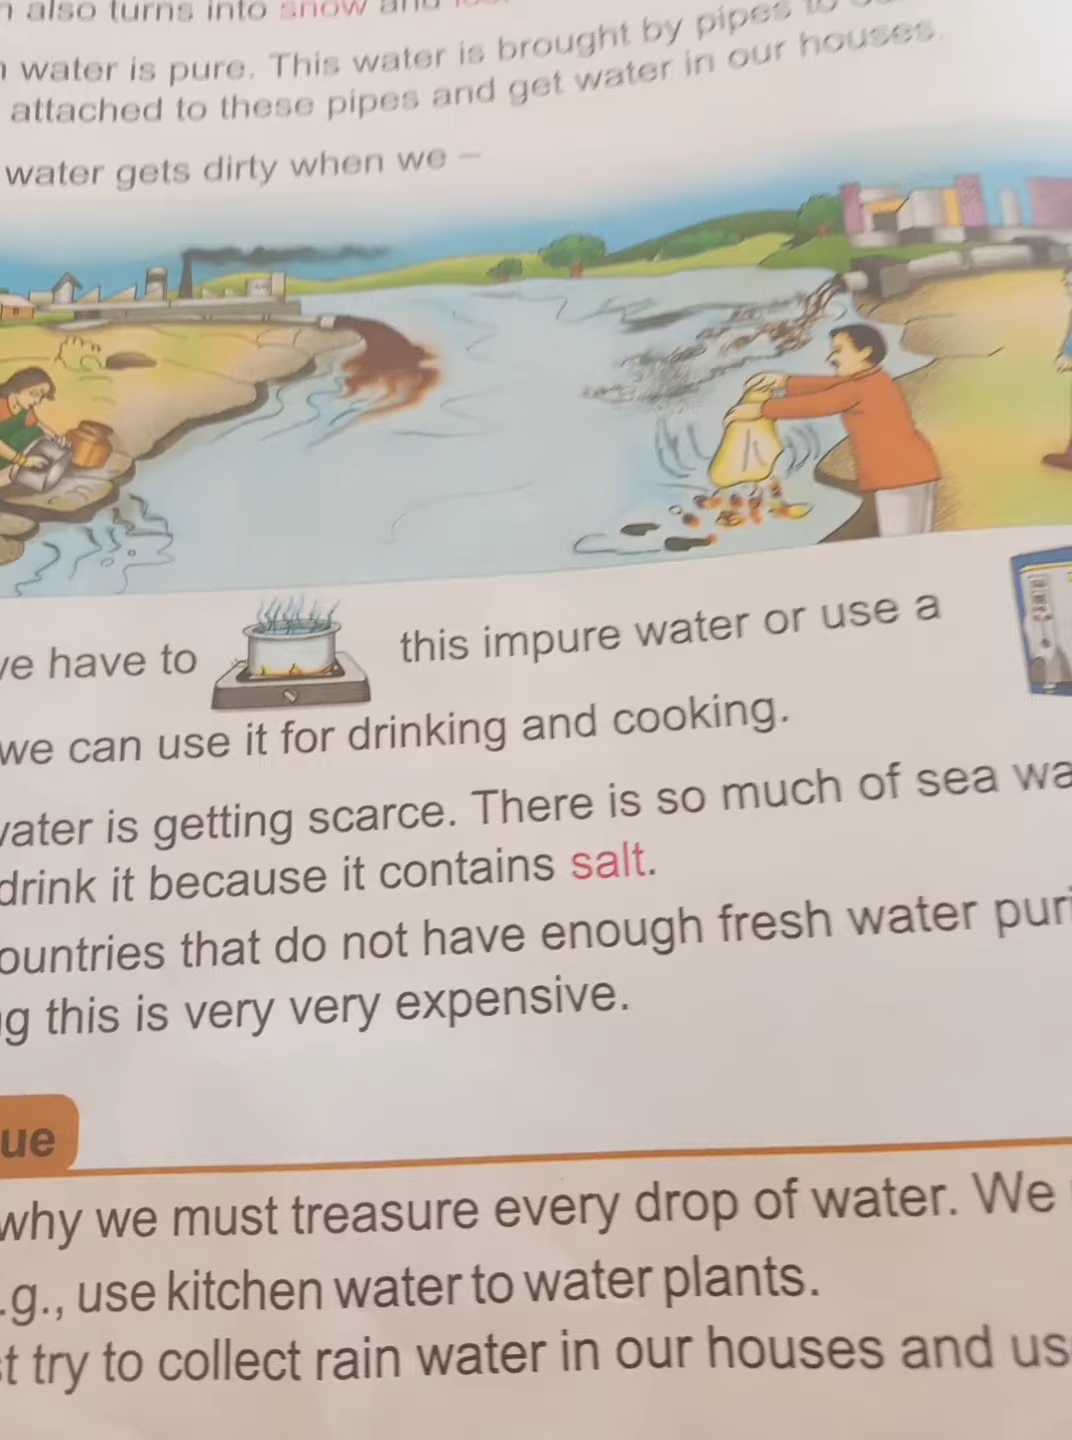 also turns into snow and
water is pure. This water is brought by pipes to
attached to these pipes and get water in our houses.
water gets dirty when we –
ve have to this impure water or use a
we can use it for drinking and cooking.
vater is getting scarce. There is so much of sea wa
drink it because it contains salt.
ountries that do not have enough fresh water puri
g this is very very expensive.
ue
why we must treasure every drop of water. We
.g., use kitchen water to water plants.
t try to collect rain water in our houses and us